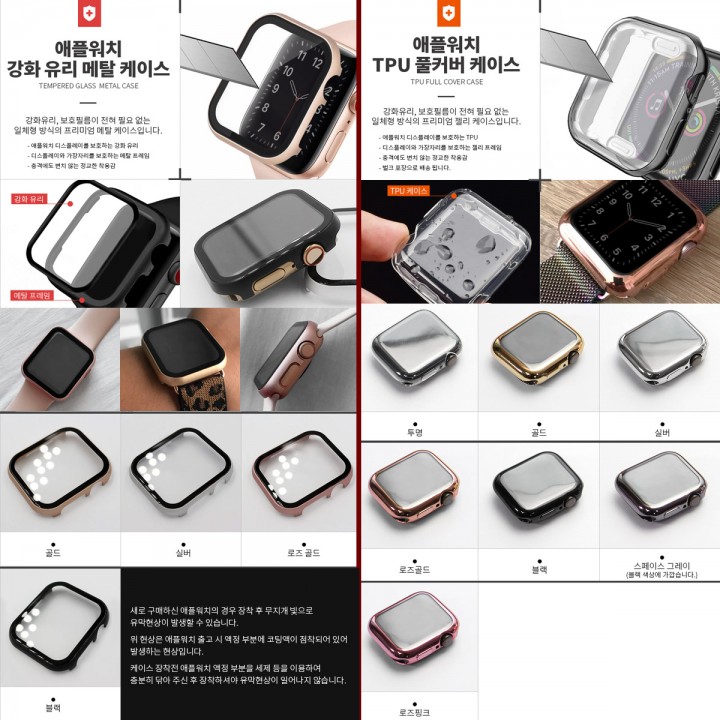 애플워치
강화 유리 메탈 케이스
TEMPERED GLASS METAL CASE
강화유리, 보호필름이 전혀 필요 없는
일체형 방식의 프리미엄 메탈 케이스입니다.
- 애플워치 디스플레이를 보호하는 강화 유리
- 디스플레이와 가장자리를 보호하는 메탈 프레임
- 충격에도 변치 않는 정교한 착용감
강화 유리
메탈 프레임
골드
실버
로즈 골드
블랙
새로 구매하신 애플워치의 경우 장착 후 무지개 빛으로
유막현상이 발생할 수 있습니다.
위 현상은 애플워치 출고 시 액정 부분에 코팅액이 점착되어 있어
발생하는 현상입니다.
케이스 장착전 애플워치 액정 부분을 세제 등을 이용하여
충분히 닦아 주신 후 장착하셔야 유막현상이 일어나지 않습니다.
애플워치
TPU 풀커버 케이스
TPU FULL COVER CASE
강화유리, 보호필름이 전혀 필요 없는
일체형 방식의 프리미엄 젤리 케이스입니다.
- 애플워치 디스플레이를 보호하는 TPU
- 디스플레이와 가장자리를 보호하는 젤리 프레임
- 충격에도 변치 않는 정교한 착용감
- 벌크 포장으로 배송 됩니다.
TPU 케이스
투명
골드
실버
로즈골드
블랙
스페이스 그레이
(블랙 색상에 가깝습니다.)
로즈핑크